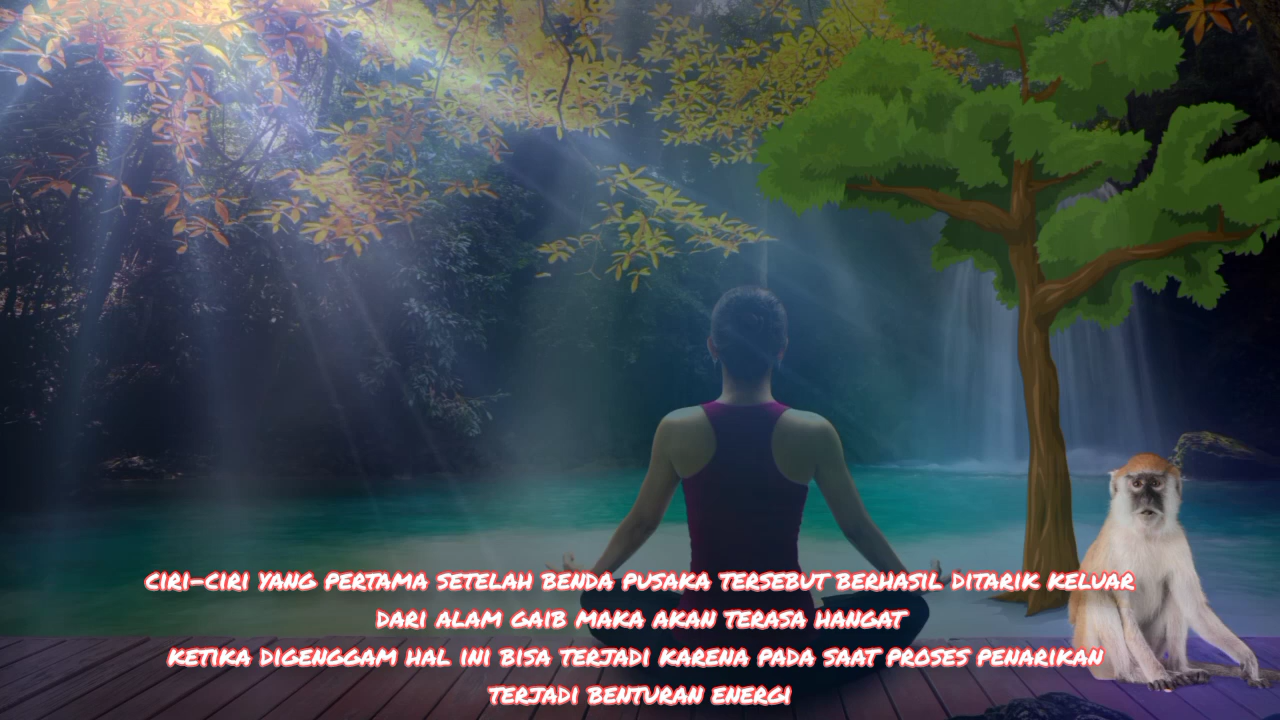 CIRI-CIRI YANG PERTAMA SETELAH BENDA PUSAKA TERSEBUT BERHASIL DITARIK KELUAR
DARI ALAM GAIB MAKA AKAN TERASA HANGAT
KETIKA DIGENGGAM HAL INI BISA TERJADI KARENA PADA SAAT PROSES PENARIKAN
TERJADI BENTURAN ENERGI